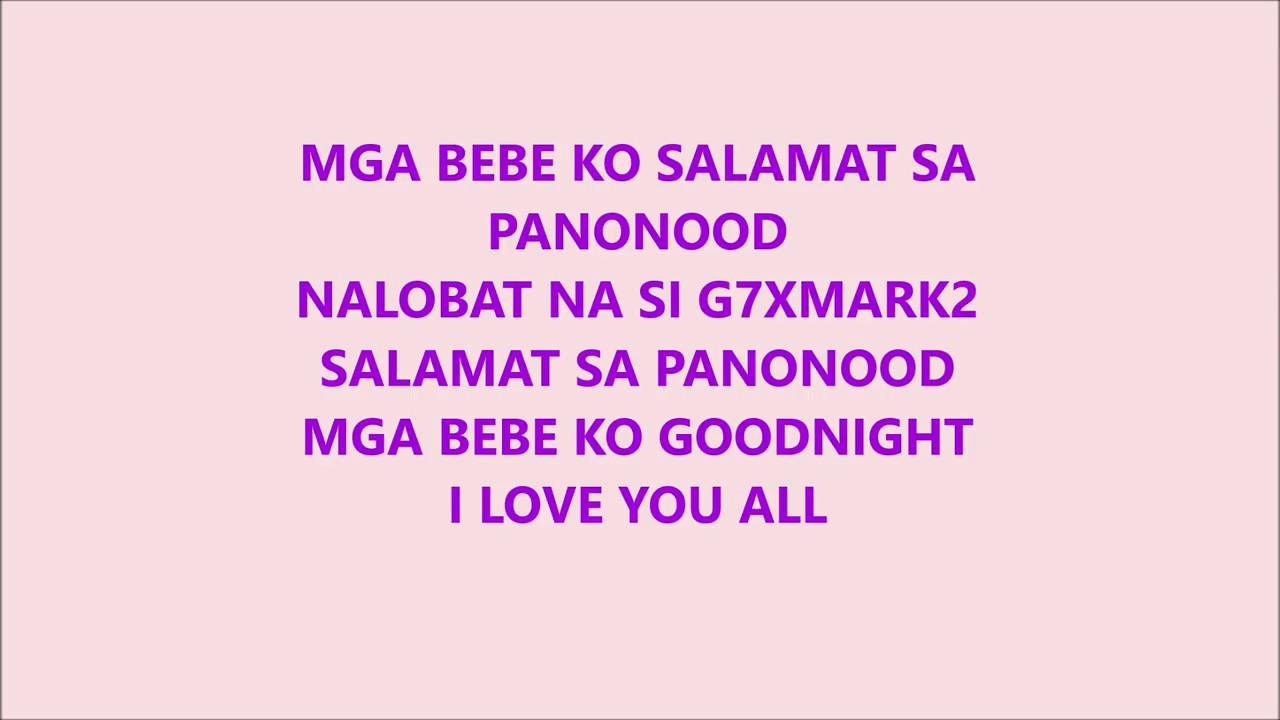 MGA BEBE KO SALAMAT SA
PANONOOD
NALOBAT NA SI G7XMARK2
SALAMAT SA PANONOOD
MGA BEBE KO GOODNIGHT
I LOVE YOU ALL